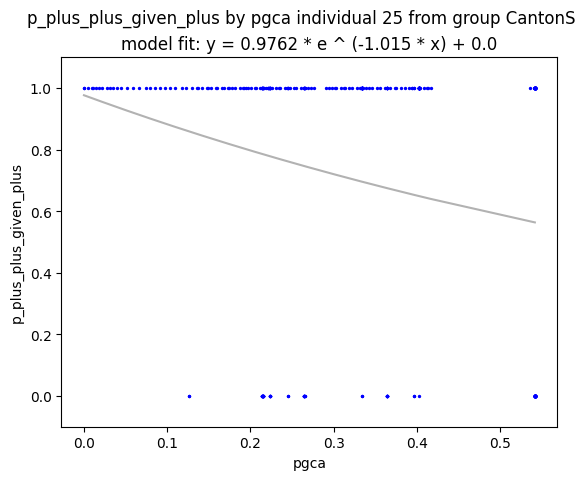 p_plus_plus_given_plus by pgca individual 25 from group CantonS
model fit: y = 0.9762 * e ^ (-1.015 * x) + 0.0
p_plus_plus_given_plus
1.0
0.8
0.6
0.4
0.2
0.0
0.0 0.1 0.2 0.3 0.4 0.5
pgca